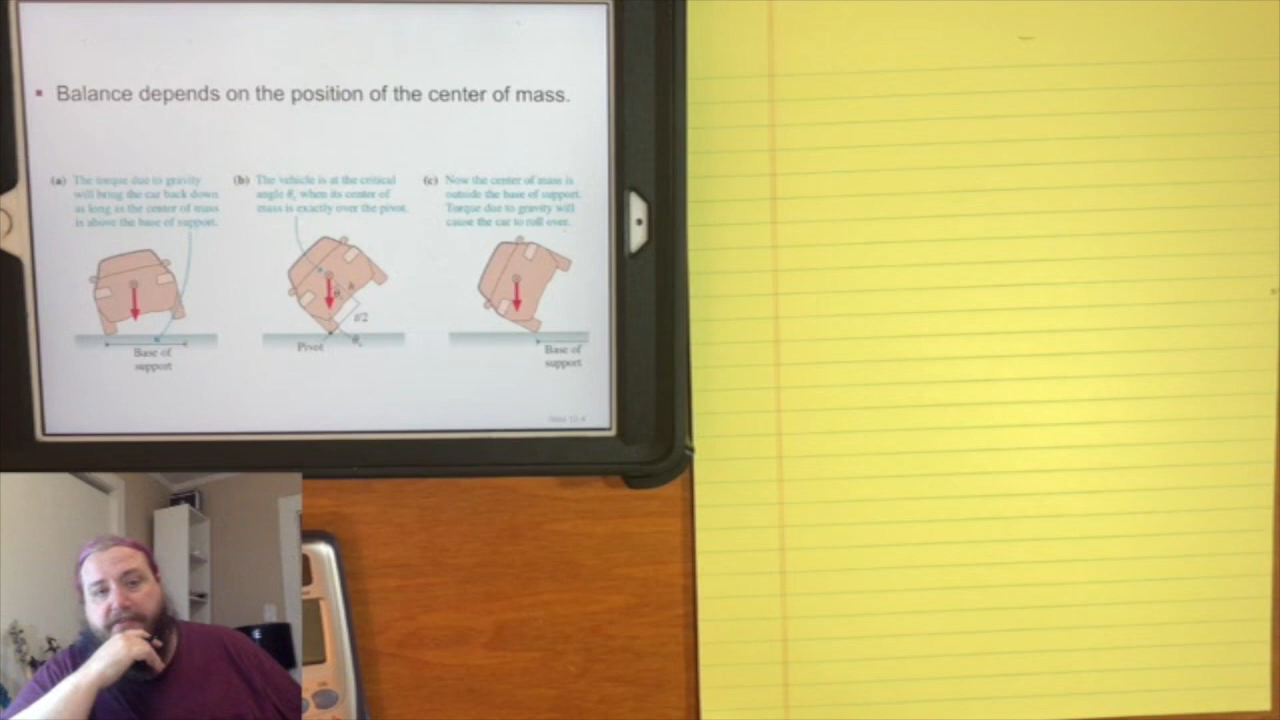 ▪ Balance depends on the position of the center of mass.
(a) The torque due to gravity
will bring the car back down
as long as the center of mass
is above the base of support.
(b) The vehicle is at the critical
angle θc when its center of
mass is exactly over the pivot.
(c) Now the center of mass is
outside the base of support.
Torque due to gravity will
cause the car to roll over.
θc
h
t/2
Base of
support
Pivot
θc
Base of
support